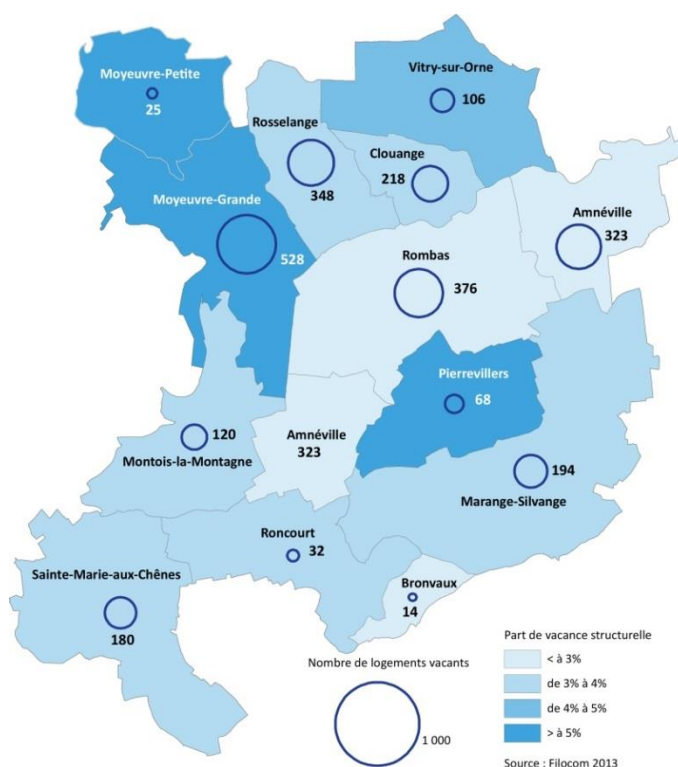 Moyeuvre-Petite
25
Vitry-sur-Orne
106
Rosselange
348
Clouange
218
Moyeuvre-Grande
528
Amnéville
323
Rombas
376
Pierrevillers
68
120
Montois-la-Montagne
Amnéville
323
194
Marange-Silvange
Roncourt
32
Sainte-Marie-aux-Chênes
180
Bronvaux
14
Nombre de logements vacants
1 000
Part de vacance structurelle
< à 3%
de 3% à 4%
de 4% à 5%
> à 5%
Source : Filocom 2013